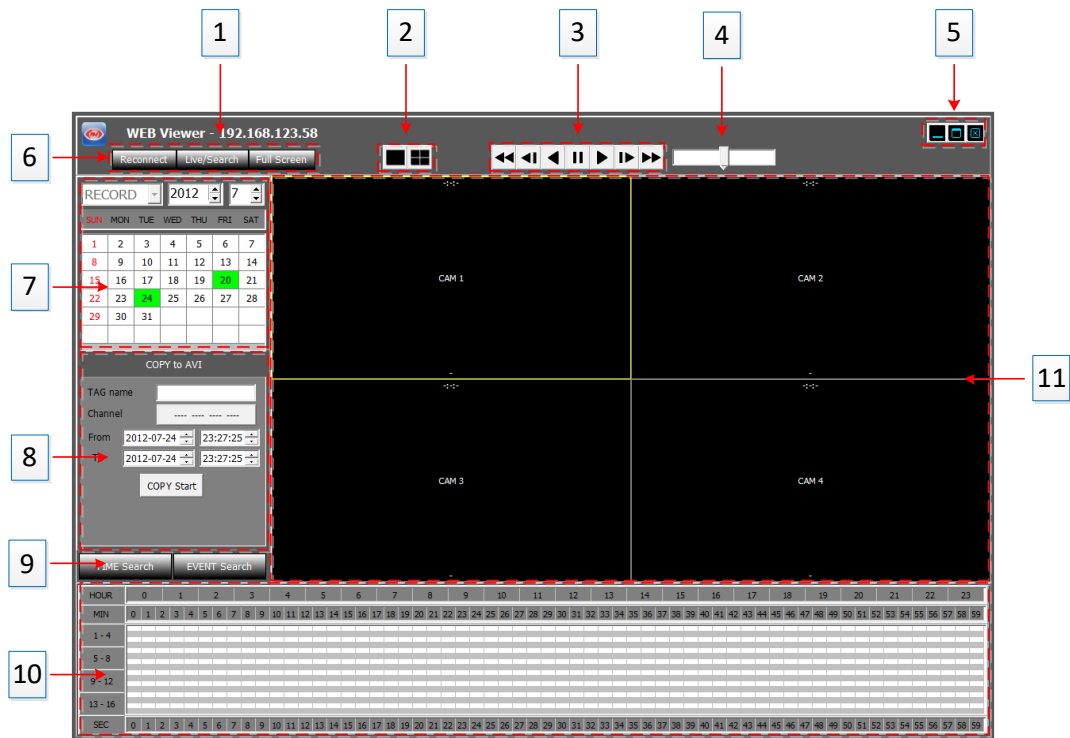 1 2 3 4 5
WEB Viewer - 192.168.123.58
6
Reconnect Live/Search Full Screen
RECORD 2012 7
SUN MON TUE WED THU FRI SAT
1 2 3 4 5 6 7
8 9 10 11 12 13 14
15 16 17 18 19 20 21
22 23 24 25 26 27 28
29 30 31
7
-:-:-
CAM 1
-
-:-:-
CAM 2
-
11
COPY to AVI
TAG name
Channel ---- ---- ---- ----
From 2012-07-24 23:27:25
2012-07-24 23:27:25
COPY Start
8
-:-:-
CAM 3
-
-:-:-
CAM 4
-
9
TIME Search EVENT Search
HOUR 0 1 2 3 4 5 6 7 8 9 10 11 12 13 14 15 16 17 18 19 20 21 22 23
MIN 0 1 2 3 4 5 6 7 8 9 10 11 12 13 14 15 16 17 18 19 20 21 22 23 24 25 26 27 28 29 30 31 32 33 34 35 36 37 38 39 40 41 42 43 44 45 46 47 48 49 50 51 52 53 54 55 56 57 58 59
1 - 4
5 - 8
10
9 - 12
13 - 16
SEC 0 1 2 3 4 5 6 7 8 9 10 11 12 13 14 15 16 17 18 19 20 21 22 23 24 25 26 27 28 29 30 31 32 33 34 35 36 37 38 39 40 41 42 43 44 45 46 47 48 49 50 51 52 53 54 55 56 57 58 59